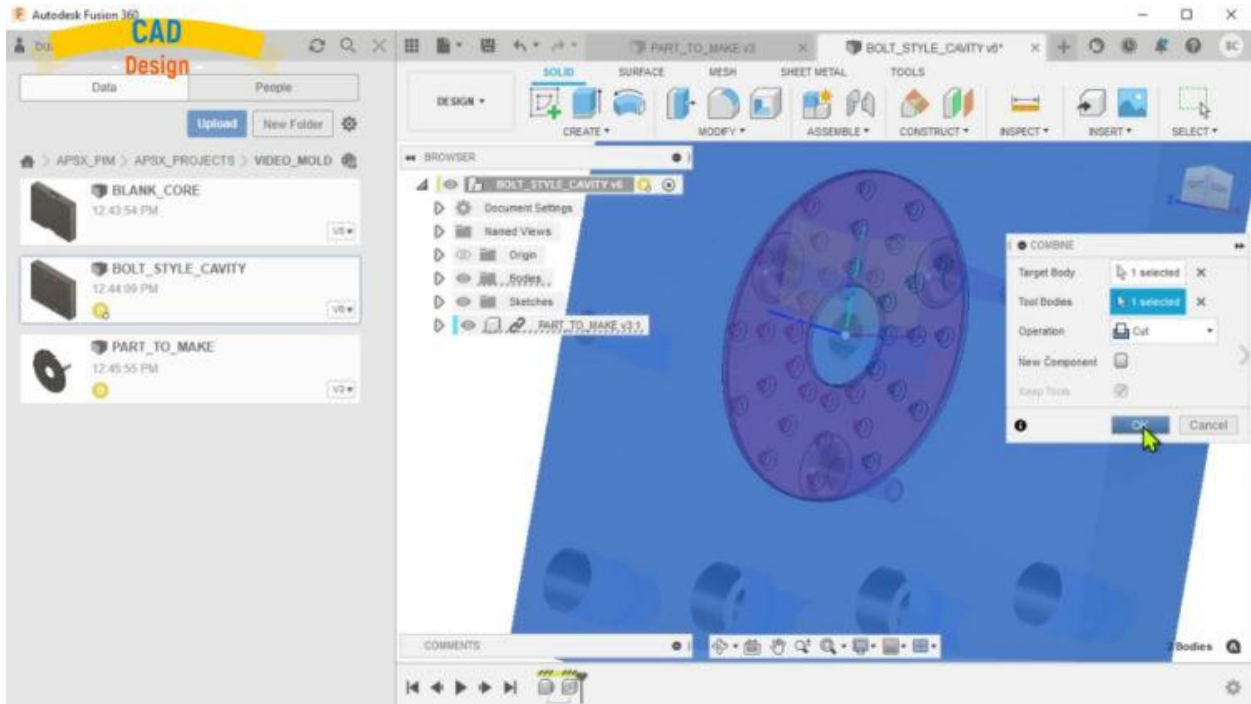 Autodesk Fusion 360
CAD
Design
Data People
Upload New Folder
APSX_PIM > APSX_PROJECTS > VIDEO_MOLD
BLANK_CORE
12:43:54 PM
BOLT_STYLE_CAVITY
12:44:09 PM
PART_TO_MAKE
12:45:55 PM
PART_TO_MAKE v3
BOLT_STYLE_CAVITY v6*
SOLID SURFACE MESH SHEET METAL TOOLS
DESIGN
CREATE MODIFY ASSEMBLE CONSTRUCT INSPECT INSERT SELECT
BROWSER
BOLT_STYLE_CAVITY v6
Document Settings
Named Views
Origin
Bodies
Sketches
PART_TO_MAKE v3:1
COMBINE
Target Body 1 selected
Tool Bodies 1 selected
Operation Cut
New Component
Keep Tools
OK Cancel
COMMENTS
2 Bodies